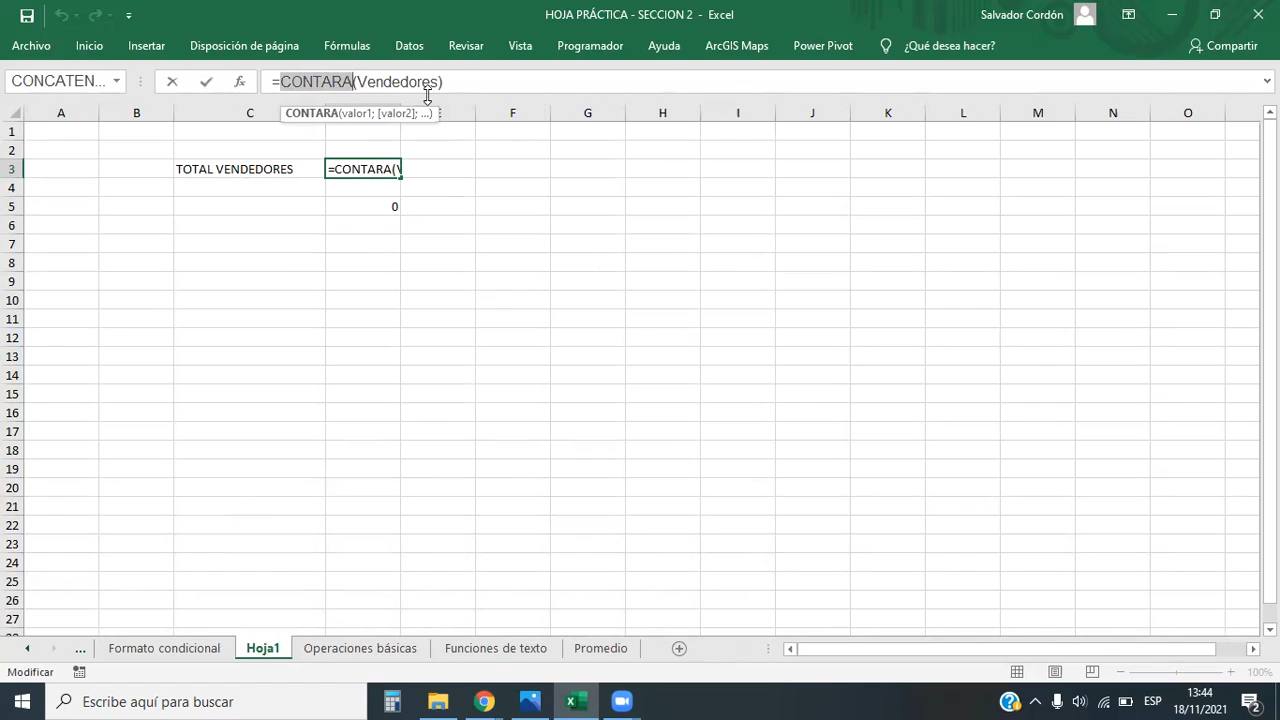 HOJA PRÁCTICA - SECCION 2 - Excel
Salvador Cordón
Archivo Inicio Insertar Disposición de página Fórmulas Datos Revisar Vista Programador Ayuda ArcGIS Maps Power Pivot ¿Qué desea hacer? Compartir
CONCATEN... fx =CONTARA(Vendedores)
CONTARA(valor1; [valor2]; ...)
A B C E F G H I J K L M N O
1
2
3 TOTAL VENDEDORES =CONTARA(V
4
5 0
6
7
8
9
10
11
12
13
14
15
16
17
18
19
20
21
22
23
24
25
26
27
... Formato condicional Hoja1 Operaciones básicas Funciones de texto Promedio
Modificar 100%
Escribe aquí para buscar ESP 13:44
18/11/2021 2